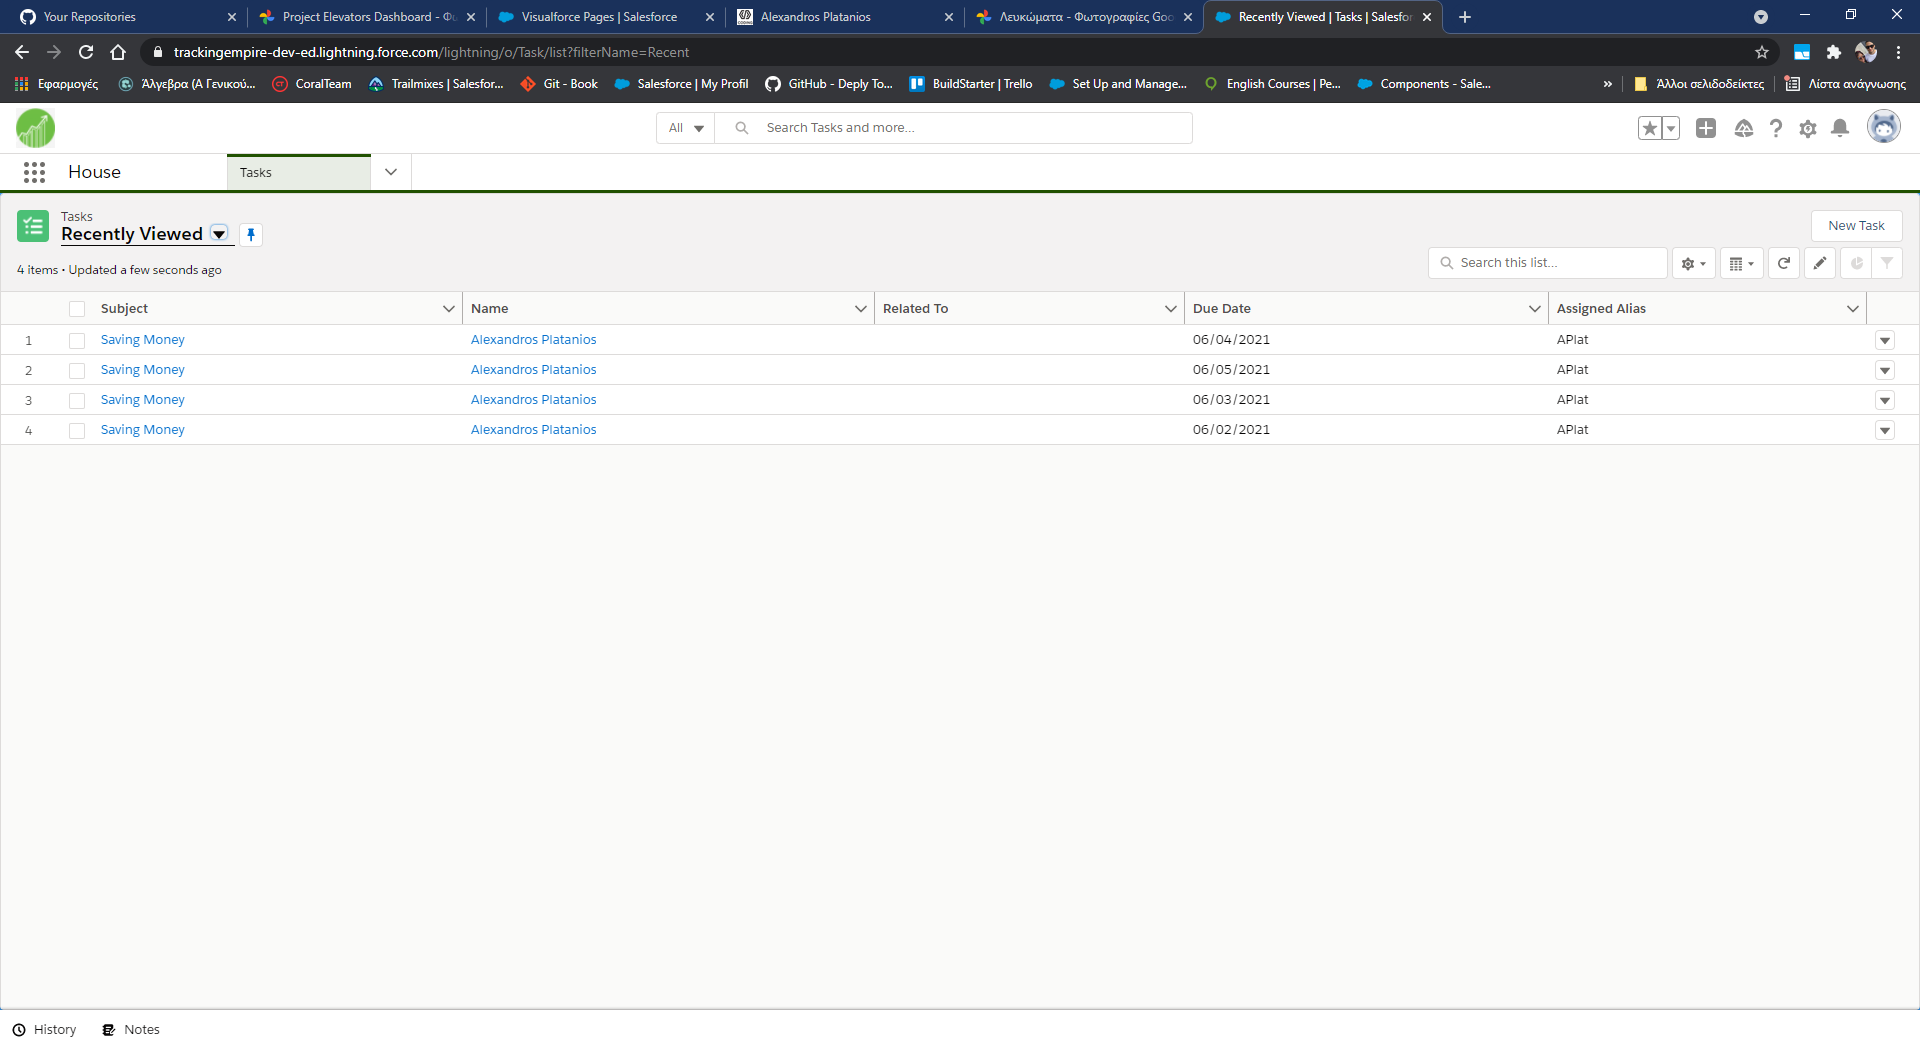 Your Repositories
Project Elevators Dashboard - Φω
Visualforce Pages | Salesforce
Alexandros Platanios
Λευκώματα - Φωτογραφίες Goo
Recently Viewed | Tasks | Salesfor
trackingempire-dev-ed.lightning.force.com/lightning/o/Task/list?filterName=Recent
Εφαρμογές
Άλγεβρα (Α Γενικού...
CoralTeam
Trailmixes | Salesfor...
Git - Book
Salesforce | My Profil
GitHub - Deply To...
BuildStarter | Trello
Set Up and Manage...
English Courses | Pe...
Components - Sale...
»
Άλλοι σελιδοδείκτες
Λίστα ανάγνωσης
All
Search Tasks and more...
House
Tasks
Tasks
Recently Viewed
New Task
4 items • Updated a few seconds ago
Search this list...
Subject Name Related To Due Date Assigned Alias
1 Saving Money Alexandros Platanios 06/04/2021 APlat
2 Saving Money Alexandros Platanios 06/05/2021 APlat
3 Saving Money Alexandros Platanios 06/03/2021 APlat
4 Saving Money Alexandros Platanios 06/02/2021 APlat
History
Notes